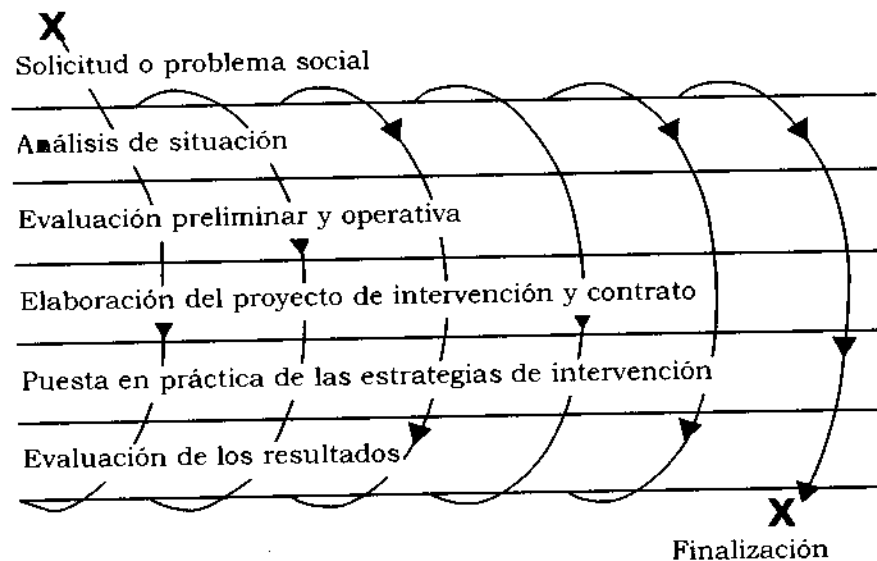 X
Solicitud o problema social
Análisis de situación
Evaluación preliminar y operativa
Elaboración del proyecto de intervención y contrato
Puesta en práctica de las estrategias de intervención
Evaluación de los resultados
X
Finalización